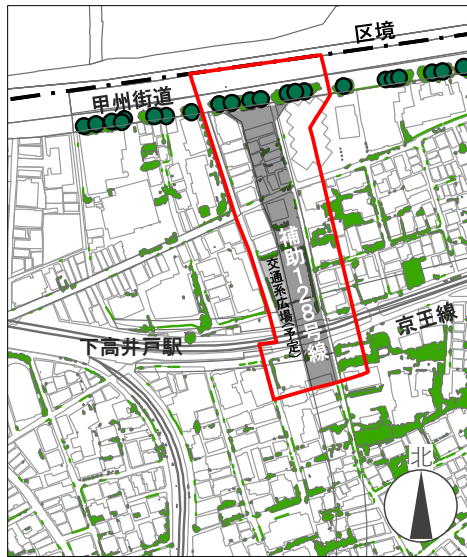 区境
甲州街道
補助128号線
交通系広場(予定)
京王線
下高井戸駅
北